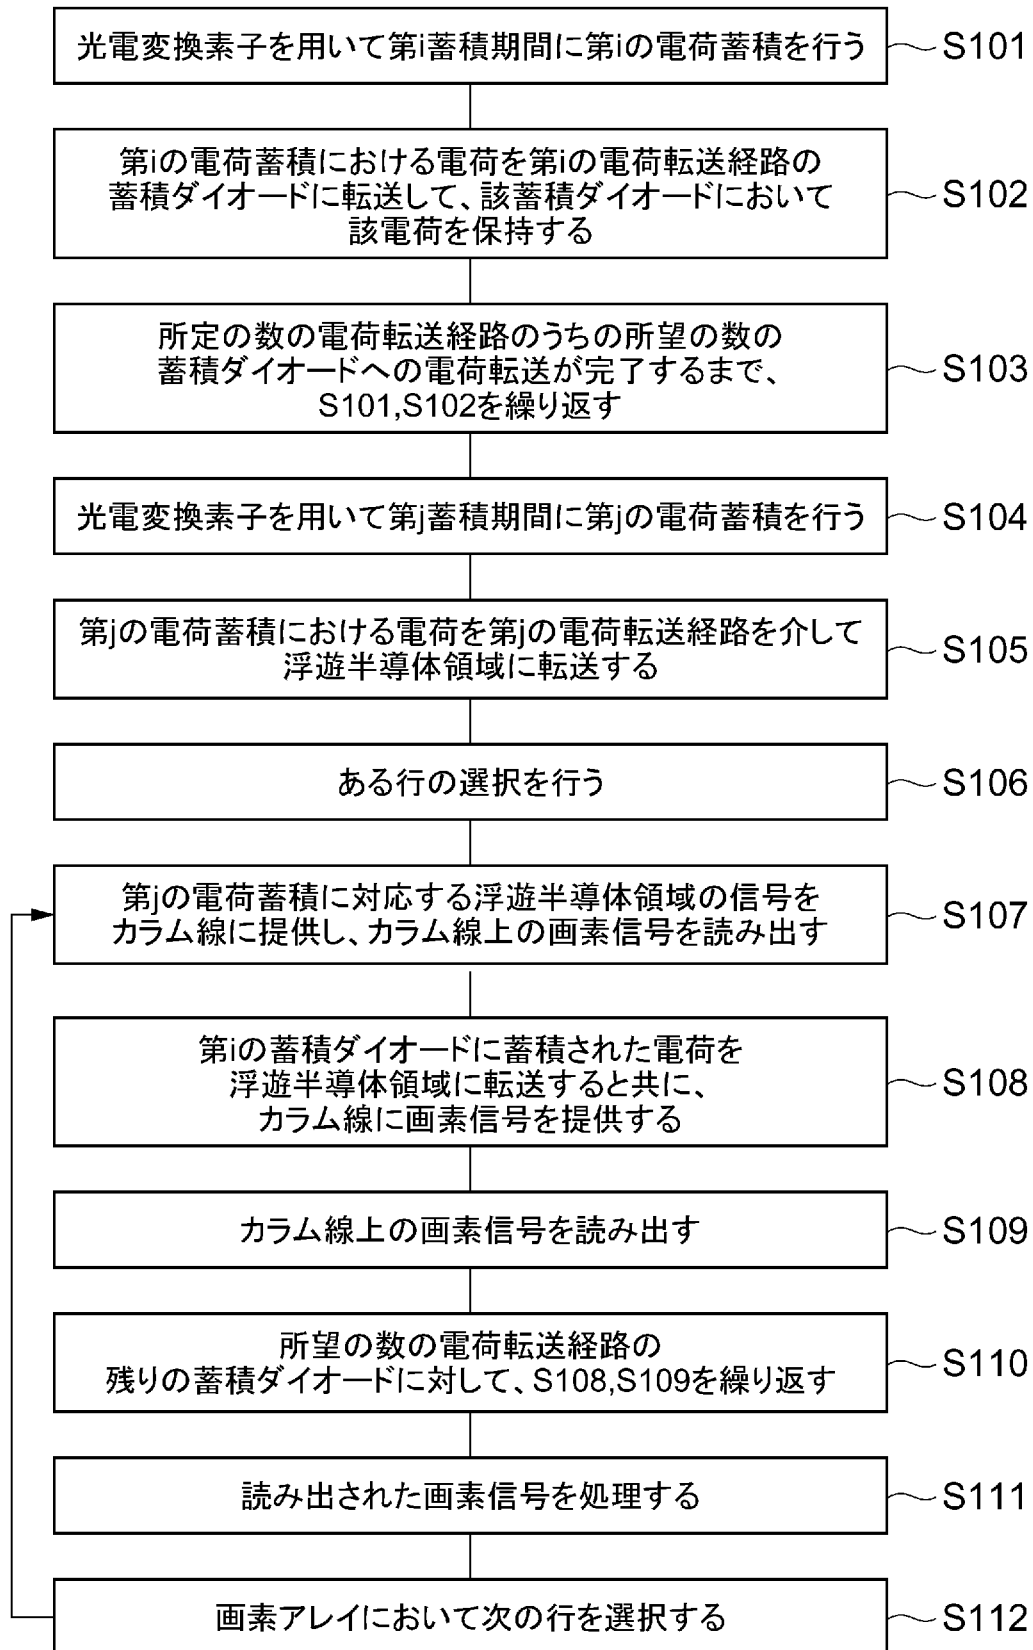 光電変換素子を用いて第i蓄積期間に第iの電荷蓄積を行う
S101
第iの電荷蓄積における電荷を第iの電荷転送経路の
蓄積ダイオードに転送して、該蓄積ダイオードにおいて
該電荷を保持する
S102
所定の数の電荷転送経路のうちの所望の数の
蓄積ダイオードへの電荷転送が完了するまで、
S101,S102を繰り返す
S103
光電変換素子を用いて第j蓄積期間に第jの電荷蓄積を行う
S104
第jの電荷蓄積における電荷を第jの電荷転送経路を介して
浮遊半導体領域に転送する
S105
ある行の選択を行う
S106
第jの電荷蓄積に対応する浮遊半導体領域の信号を
カラム線に提供し、カラム線上の画素信号を読み出す
S107
第iの蓄積ダイオードに蓄積された電荷を
浮遊半導体領域に転送すると共に、
カラム線に画素信号を提供する
S108
カラム線上の画素信号を読み出す
S109
所望の数の電荷転送経路の
残りの蓄積ダイオードに対して、S108,S109を繰り返す
S110
読み出された画素信号を処理する
S111
画素アレイにおいて次の行を選択する
S112